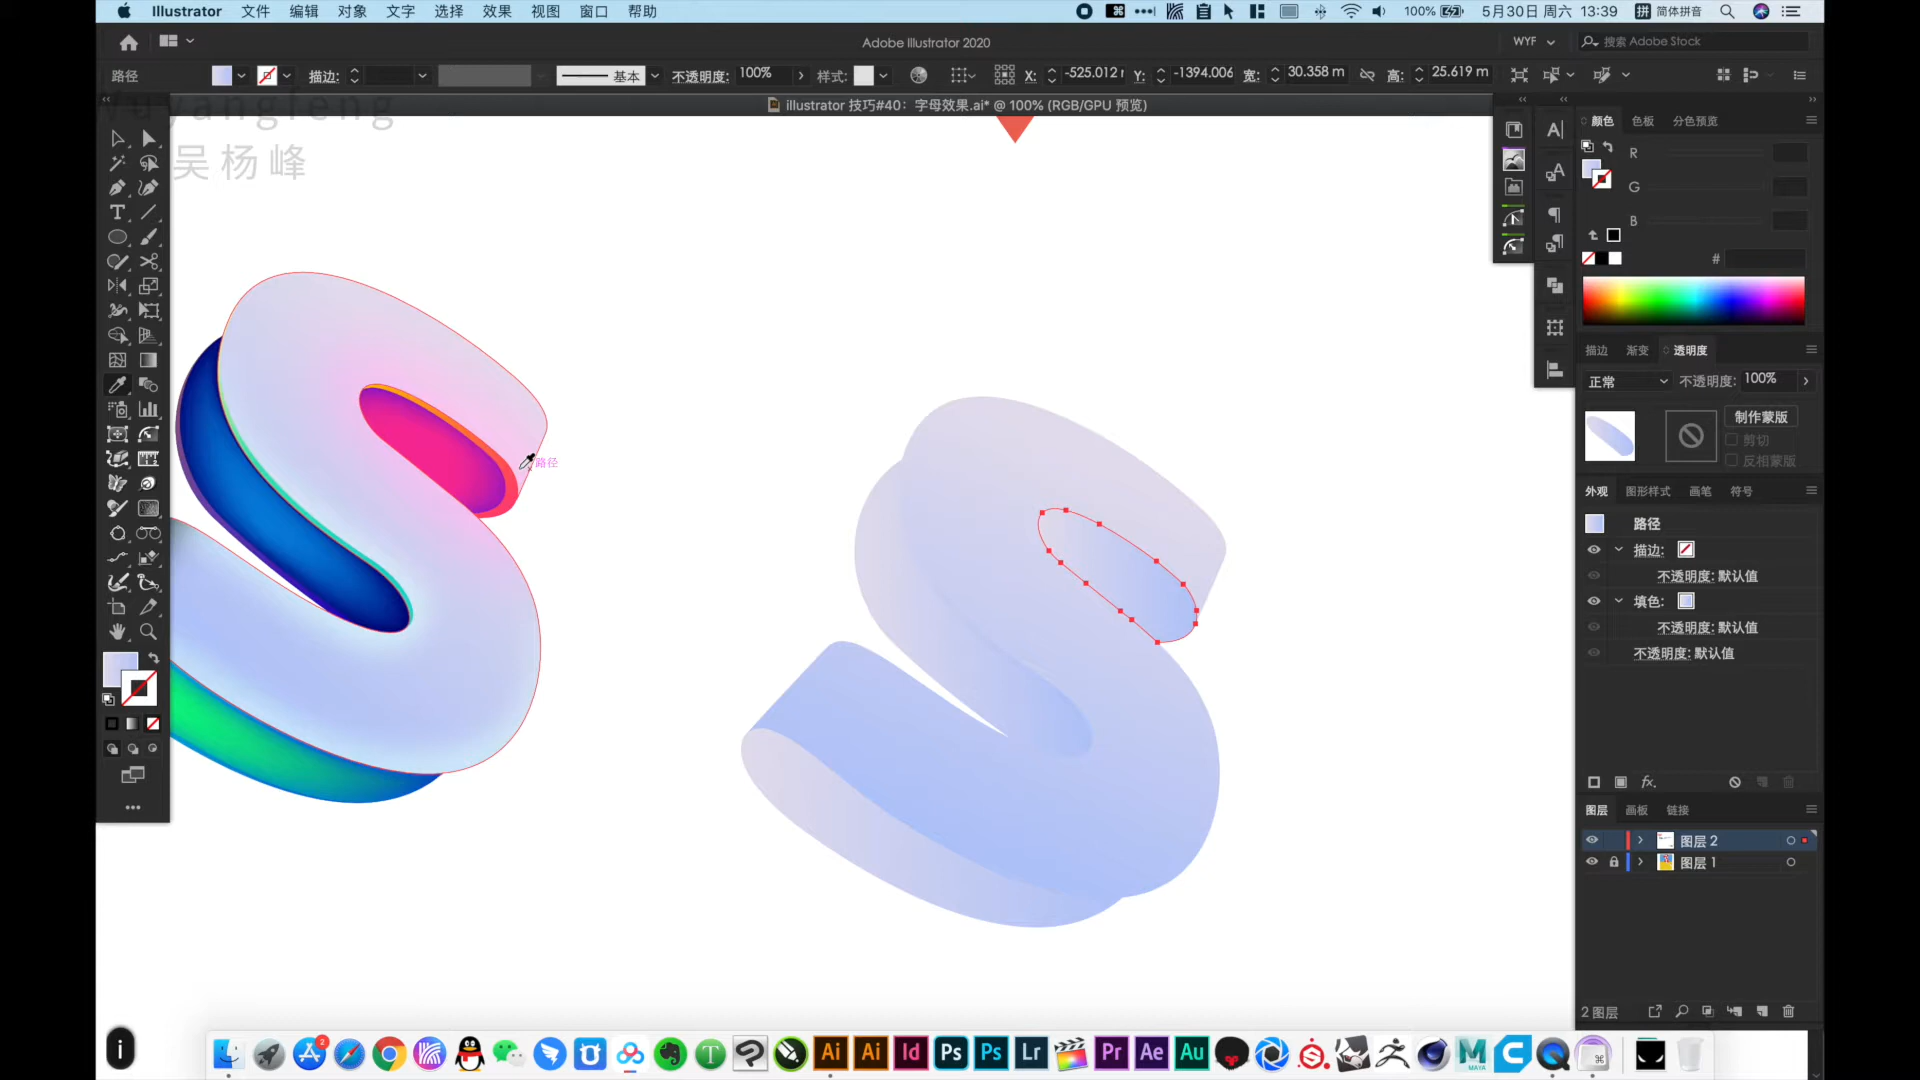 Illustrator 文件 编辑 对象 文字 选择 效果 视图 窗口 帮助 100% 5月30日 周六 13:39 拼 简体拼音
Adobe Illustrator 2020 WYF 搜索 Adobe Stock
路径 描边: 基本 不透明度: 100% 样式: X: -525.012 r Y: -1394.006 宽: 30.358 m 高: 25.619 m
illustrator 技巧#40：字母效果.ai* @ 100% (RGB/GPU 预览)
Wuyangfeng
吴杨峰
路径
颜色 色板 分色预览
R
G
B
#
描边 渐变 透明度
正常 不透明度: 100%
制作蒙版
剪切
反相蒙版
外观 图形样式 画笔 符号
路径
描边:
不透明度: 默认值
填色:
不透明度: 默认值
不透明度: 默认值
fx.
图层 画板 链接
图层 2
图层 1
2 图层
2 Ai Ai Id Ps Ps Lr Pr Ae Au MAYA